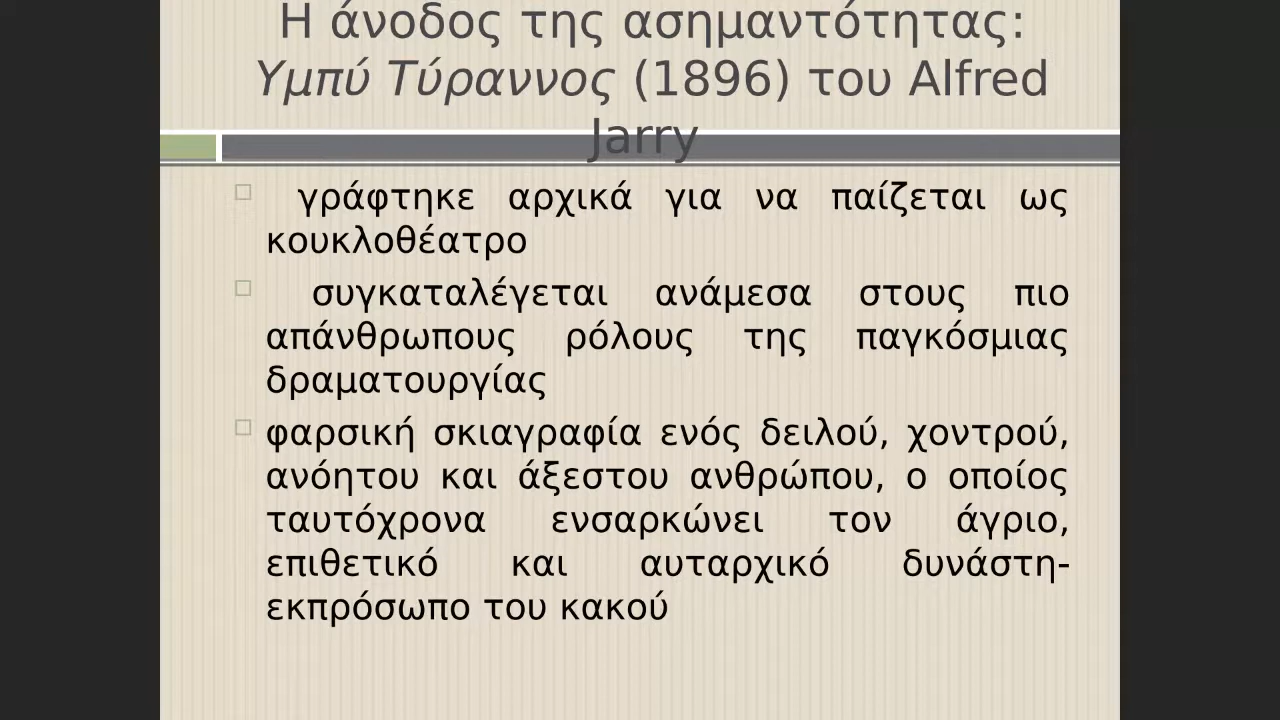 Η άνοδος της ασημαντότητας:
Υμπύ Τύραννος (1896) του Alfred
Jarry
γράφτηκε αρχικά για να παίζεται ως
κουκλοθέατρο
συγκαταλέγεται ανάμεσα στους πιο
απάνθρωπους ρόλους της παγκόσμιας
δραματουργίας
φαρσική σκιαγραφία ενός δειλού, χοντρού,
ανόητου και άξεστου ανθρώπου, ο οποίος
ταυτόχρονα ενσαρκώνει τον άγριο,
επιθετικό και αυταρχικό δυνάστη-
εκπρόσωπο του κακού